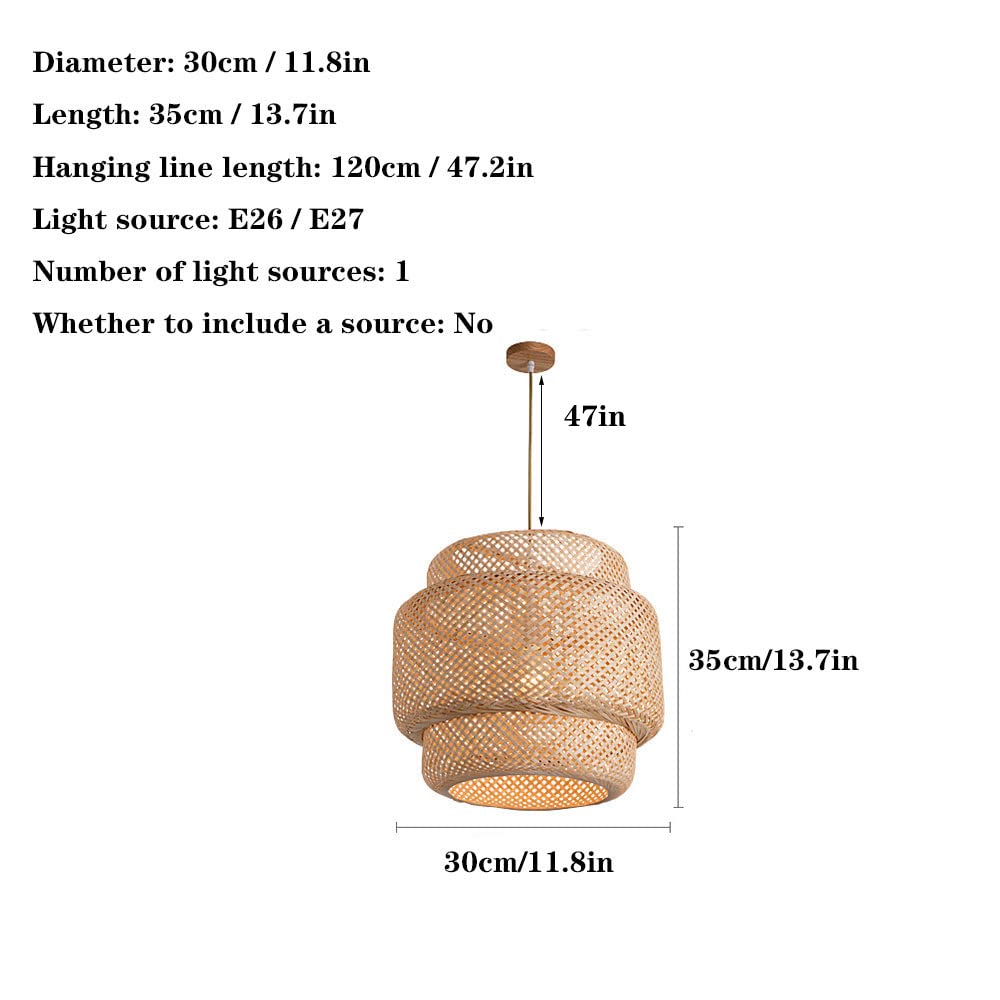 Diameter: 30cm / 11.8in
Length: 35cm / 13.7in
Hanging line length: 120cm / 47.2in
Light source: E26 / E27
Number of light sources: 1
Whether to include a source: No
47in
35cm/13.7in
30cm/11.8in